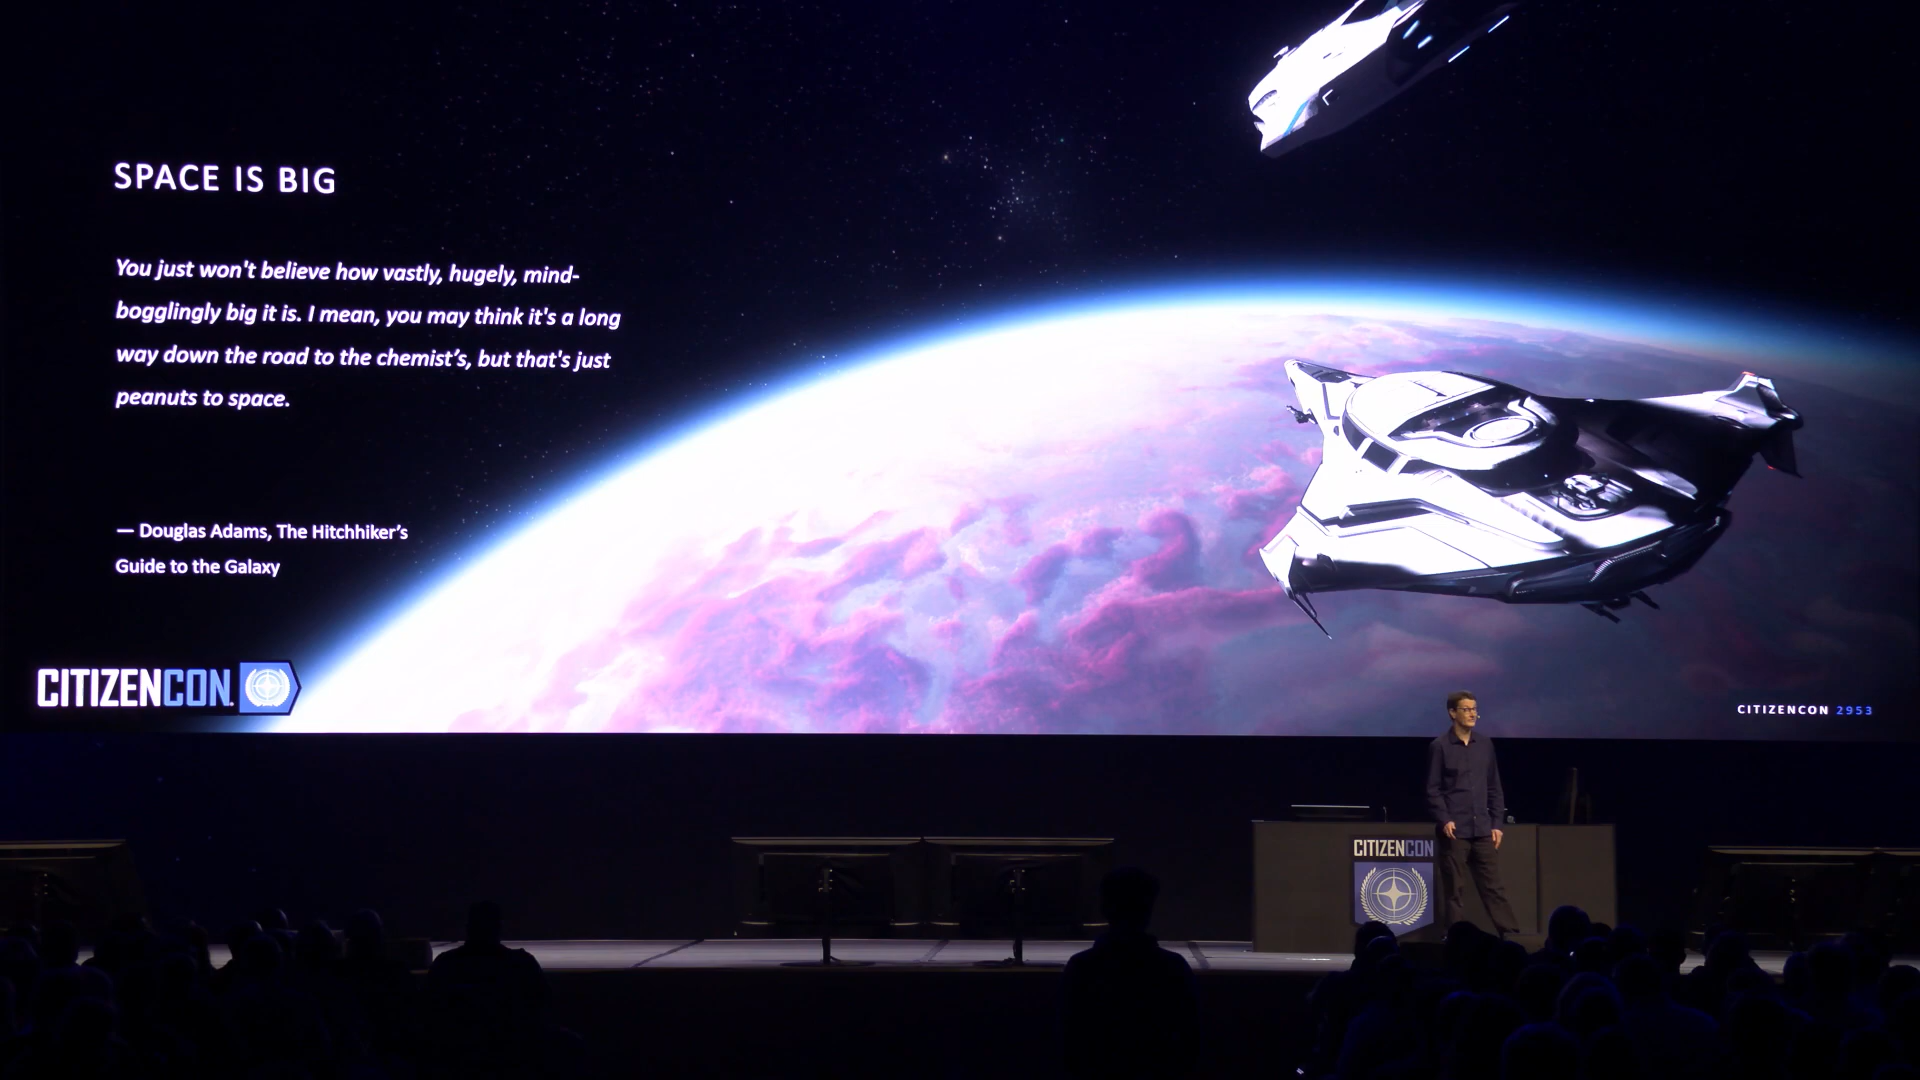 SPACE IS BIG
You just won't believe how vastly, hugely, mind-
bogglingly big it is. I mean, you may think it's a long
way down the road to the chemist’s, but that's just
peanuts to space.
— Douglas Adams, The Hitchhiker’s
Guide to the Galaxy
CITIZENCON.
CITIZENCON 2953
CITIZENCON